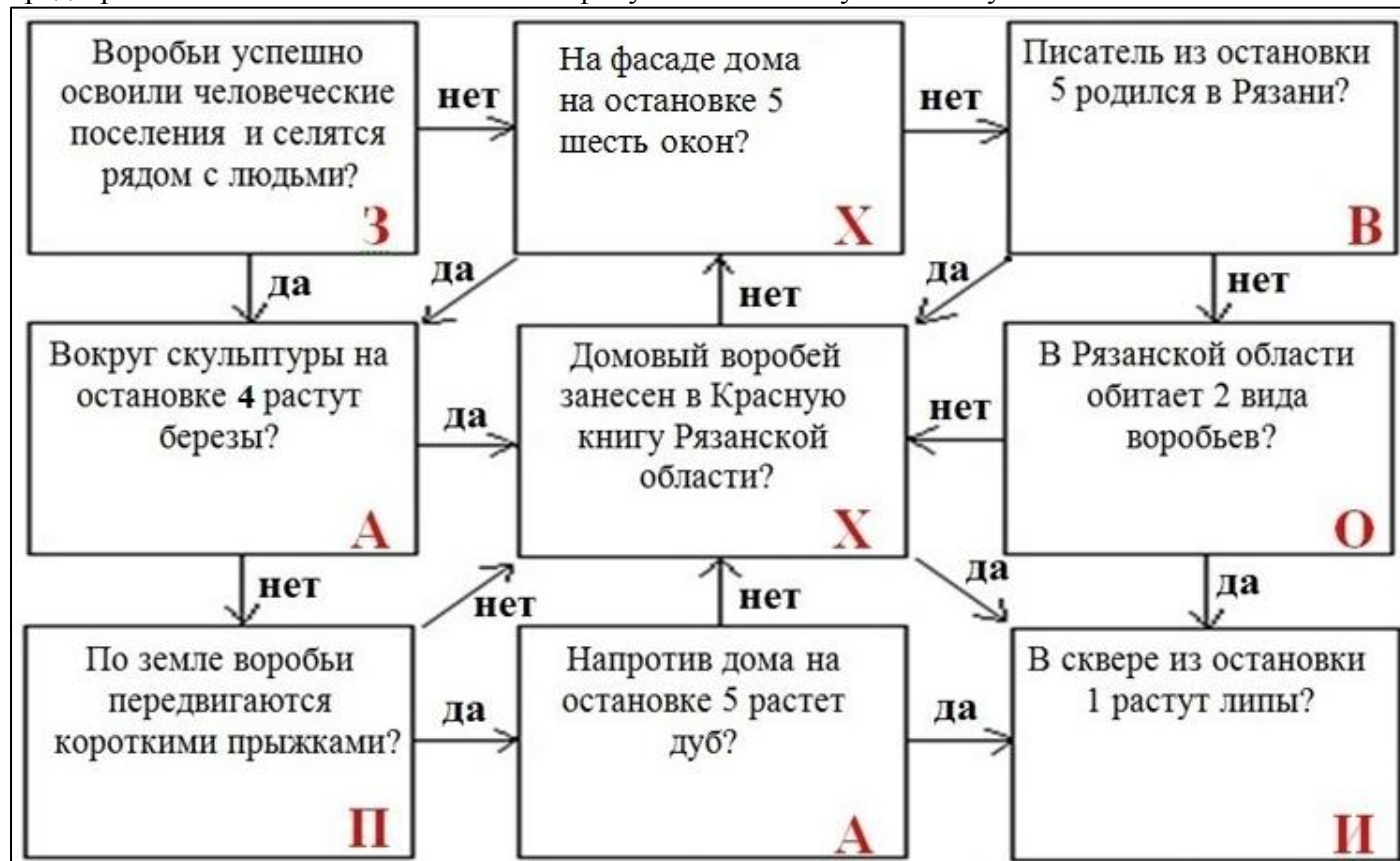 Воробьи успешно
освоили человеческие
поселения и селятся
рядом с людьми?
З
нет
На фасаде дома
на остановке 5
шесть окон?
Х
нет
Писатель из остановки
5 родился в Рязани?
В
да
да
нет
да
нет
Вокруг скульптуры на
остановке 4 растут
березы?
А
да
Домовый воробей
занесен в Красную
книгу Рязанской
области?
Х
нет
В Рязанской области
обитает 2 вида
воробьев?
О
нет
нет
нет
да
да
По земле воробьи
передвигаются
короткими прыжками?
П
да
Напротив дома на
остановке 5 растет
дуб?
А
да
В сквере из остановки
1 растут липы?
И